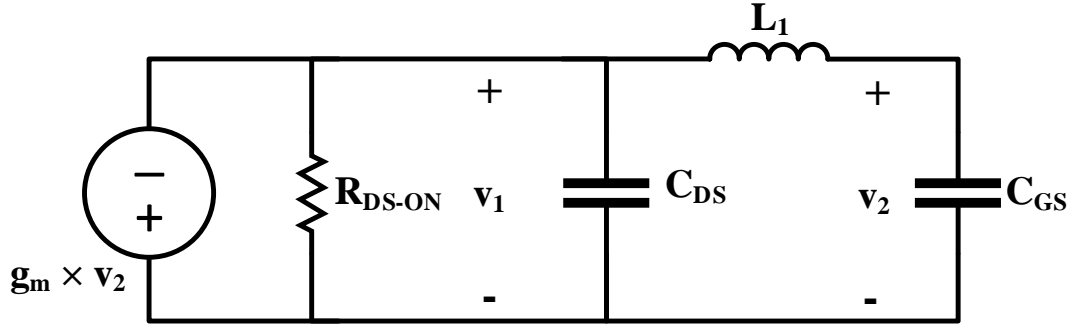 L1
+
+
−
+
RDS-ON
v1
CDS
v2
CGS
gm × v2
-
-